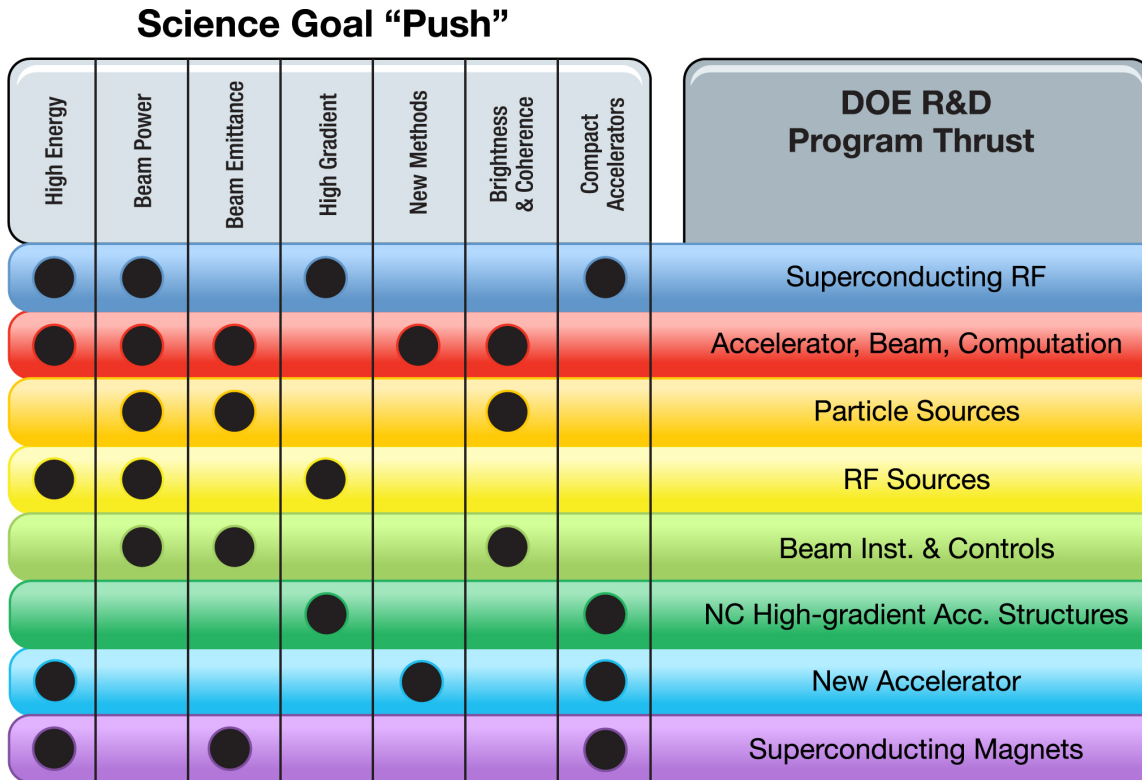 Science Goal “Push”
High Energy
Beam Power
Beam Emittance
High Gradient
New Methods
Brightness
& Coherence
Compact
Accelerators
DOE R&D
Program Thrust
Superconducting RF
Accelerator, Beam, Computation
Particle Sources
RF Sources
Beam Inst. & Controls
NC High-gradient Acc. Structures
New Accelerator
Superconducting Magnets